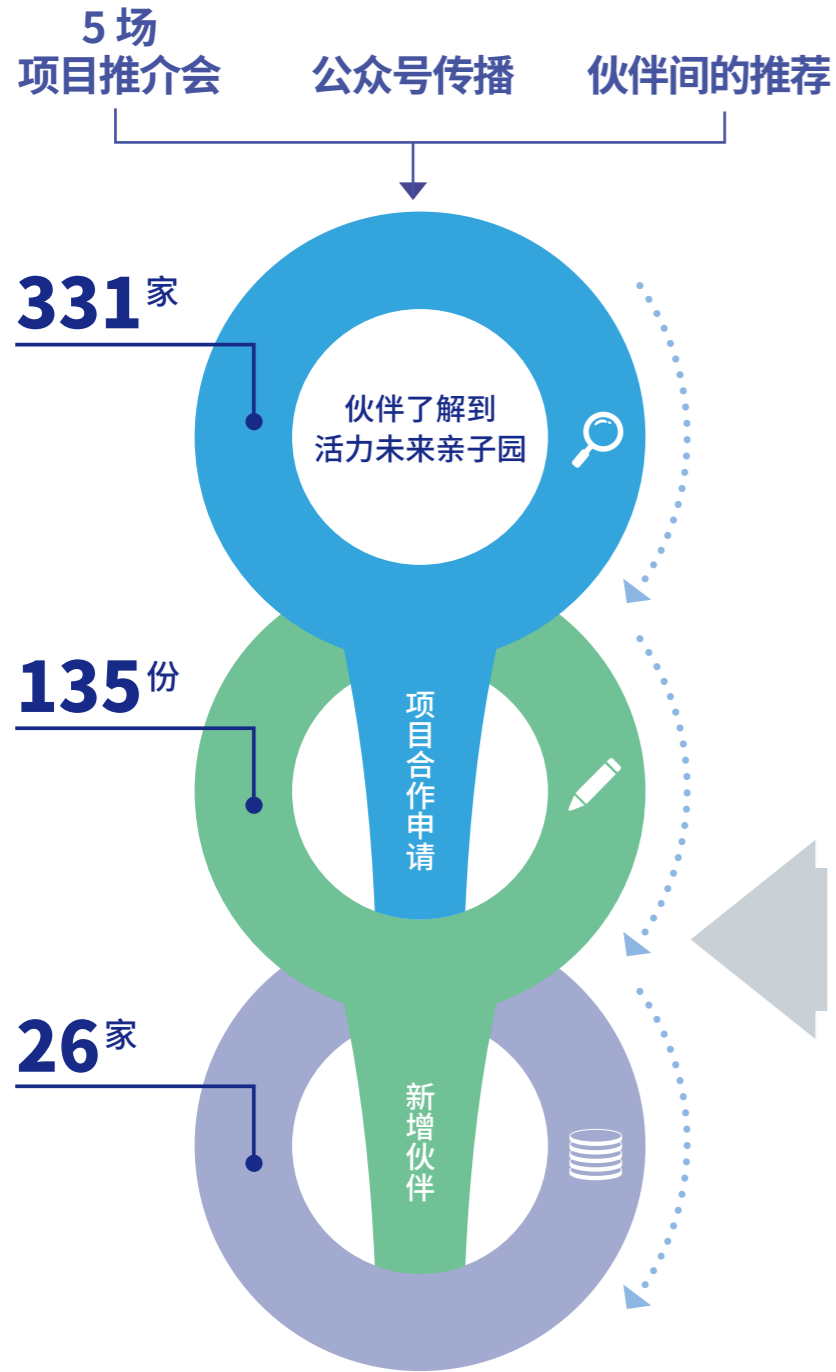 5 场
项目推介会
公众号传播
伙伴间的推荐
331家
伙伴了解到
活力未来亲子园
135份
项目合作申请
26家
新增伙伴